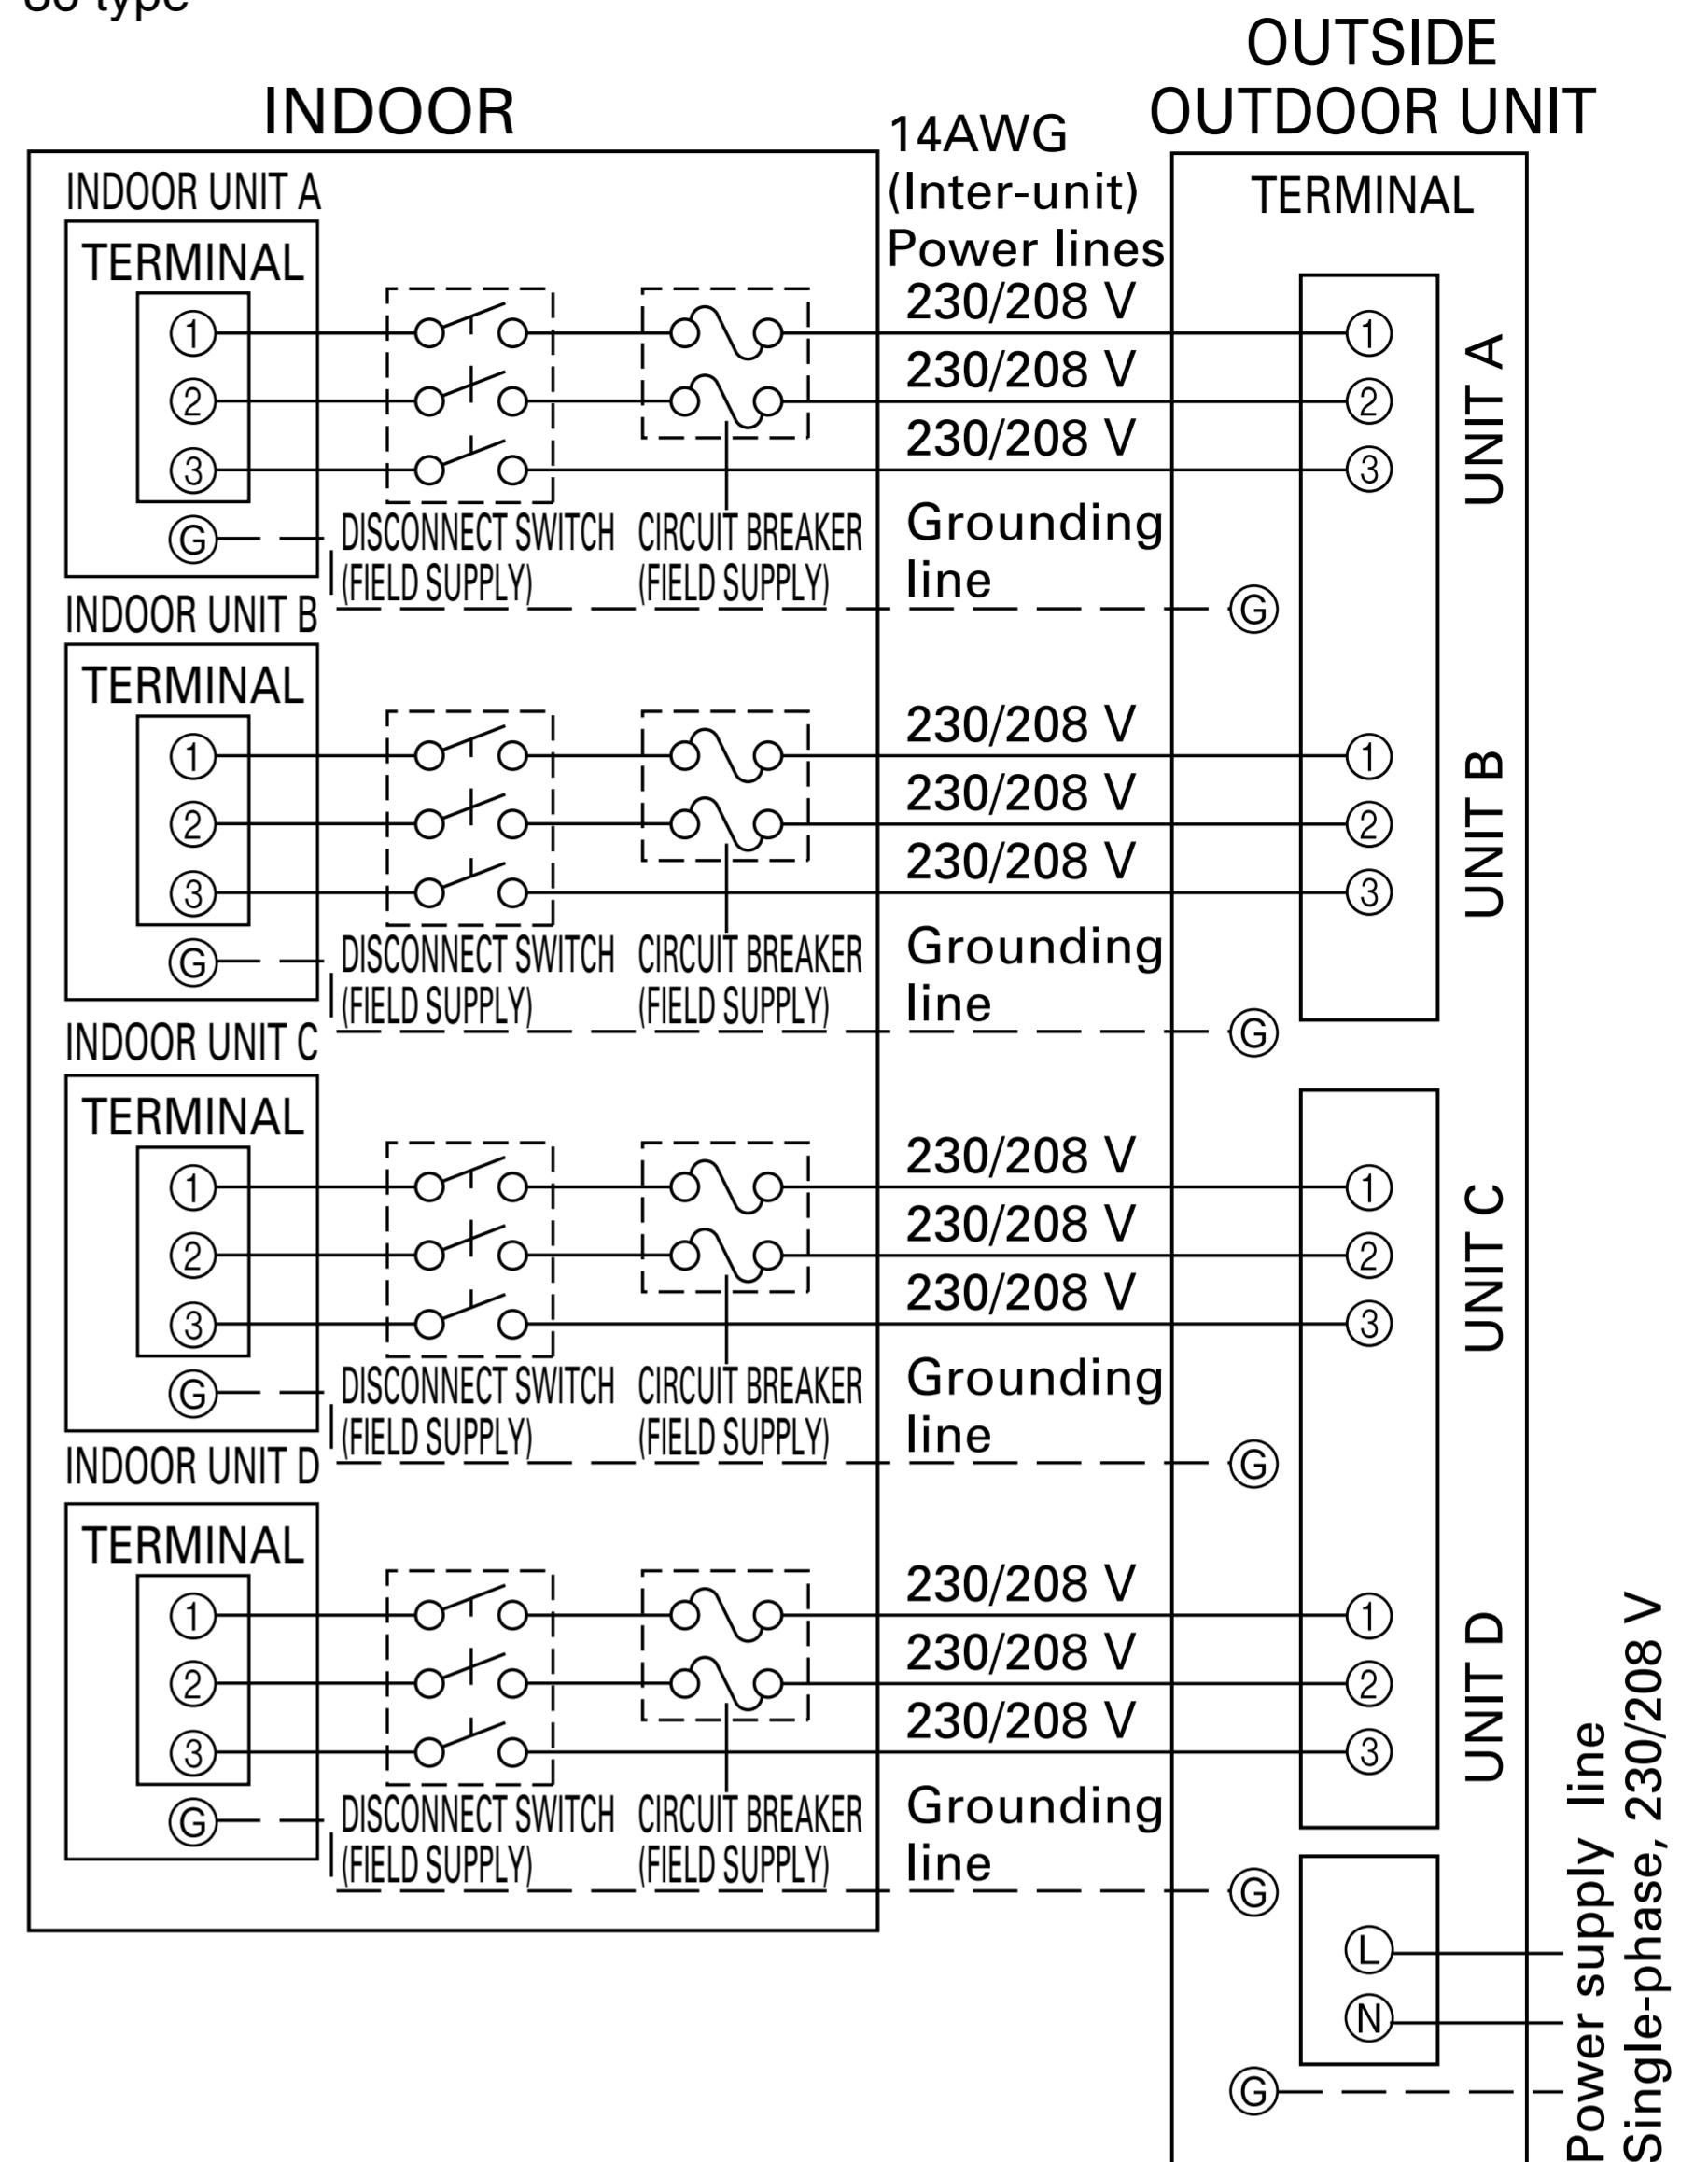 type
OUTSIDE
OUTDOOR UNIT
INDOOR
14AWG
(Inter-unit)
Power lines
TERMINAL
INDOOR UNIT A
TERMINAL
1
230/208 V
1
2
230/208 V
2
3
230/208 V
3
UNIT A
G
DISCONNECT SWITCH
(FIELD SUPPLY)
CIRCUIT BREAKER
(FIELD SUPPLY)
Grounding
line
G
INDOOR UNIT B
TERMINAL
1
230/208 V
1
2
230/208 V
2
3
230/208 V
3
UNIT B
G
DISCONNECT SWITCH
(FIELD SUPPLY)
CIRCUIT BREAKER
(FIELD SUPPLY)
Grounding
line
G
INDOOR UNIT C
TERMINAL
1
230/208 V
1
2
230/208 V
2
3
230/208 V
3
UNIT C
G
DISCONNECT SWITCH
(FIELD SUPPLY)
CIRCUIT BREAKER
(FIELD SUPPLY)
Grounding
line
G
INDOOR UNIT D
TERMINAL
1
230/208 V
1
2
230/208 V
2
3
230/208 V
3
UNIT D
G
DISCONNECT SWITCH
(FIELD SUPPLY)
CIRCUIT BREAKER
(FIELD SUPPLY)
Grounding
line
G
L
N
G
Power supply line
Single-phase, 230/208 V